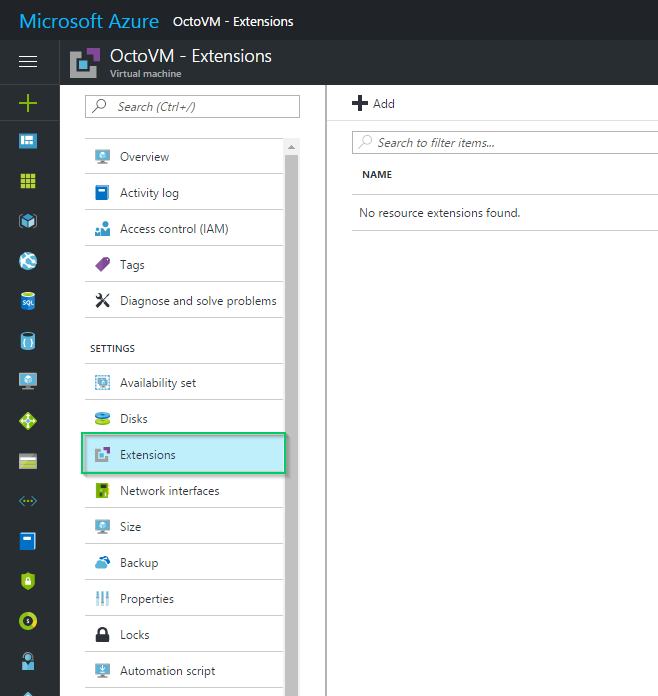 Microsoft Azure OctoVM - Extensions
OctoVM - Extensions
Virtual machine
Search (Ctrl+/)
Overview
Activity log
Access control (IAM)
Tags
Diagnose and solve problems
SETTINGS
Availability set
Disks
Extensions
Network interfaces
Size
Backup
Properties
Locks
Automation script
Add
Search to filter items...
NAME
No resource extensions found.
SQL